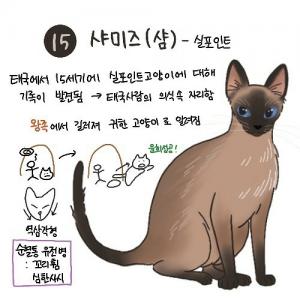 15 샤미즈(샴) - 실포인트
태국에서 15세기에 실포인트고양이에 대해
기록이 발견됨 → 태국사람의 의식속 자리함
왕족에서 길러져 귀한 고양이로 알려짐
윤회성공!
역삼각형
순혈통 유전병
: 꼬리휨
심한사시